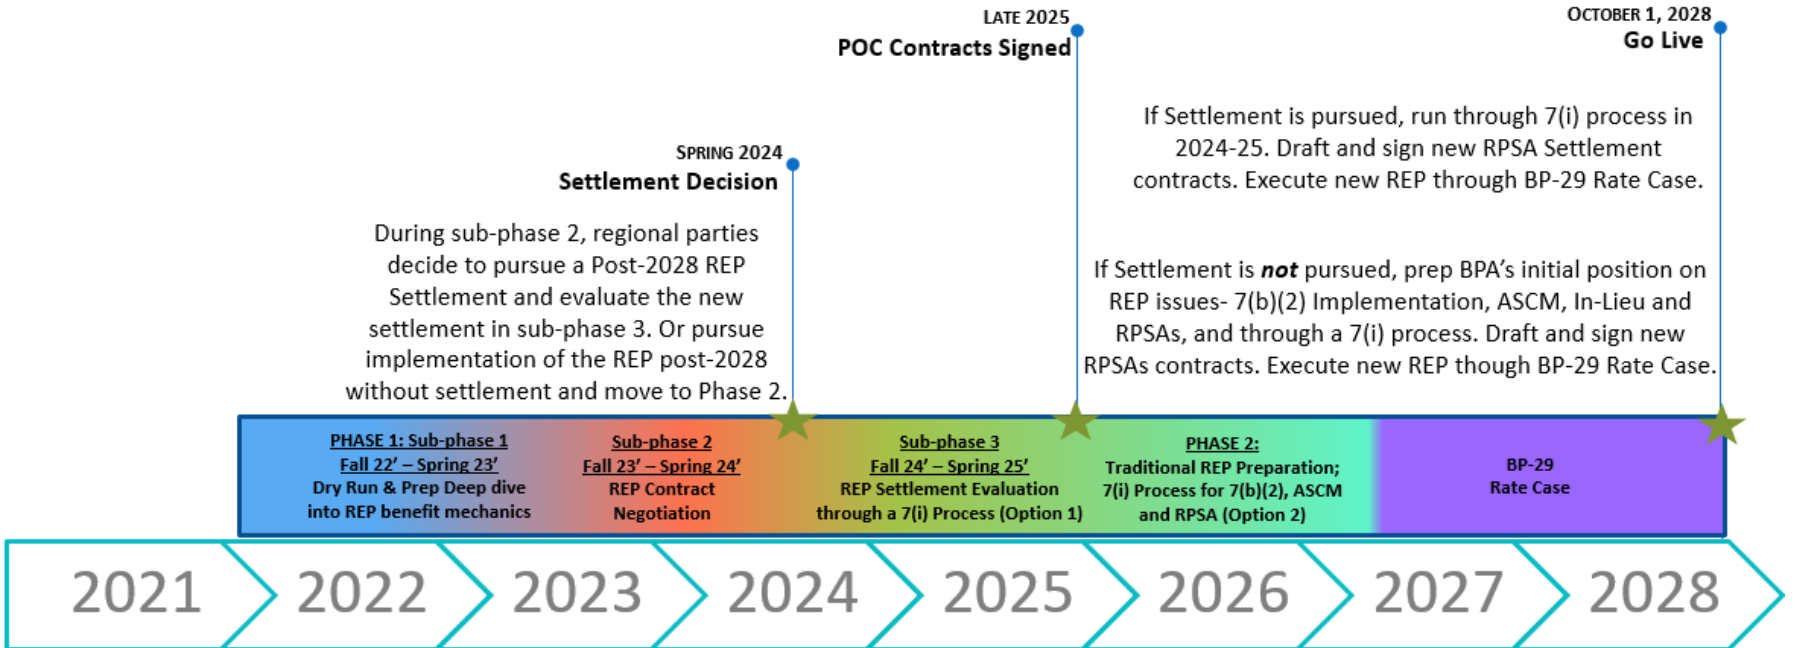 LATE 2025
POC Contracts Signed
OCTOBER 1, 2028
Go Live
SPRING 2024
Settlement Decision
During sub-phase 2, regional parties
decide to pursue a Post-2028 REP
Settlement and evaluate the new
settlement in sub-phase 3. Or pursue
implementation of the REP post-2028
without settlement and move to Phase 2.
If Settlement is pursued, run through 7(i) process in
2024-25. Draft and sign new RPSA Settlement
contracts. Execute new REP through BP-29 Rate Case.
If Settlement is not pursued, prep BPA’s initial position on
REP issues- 7(b)(2) Implementation, ASCM, In-Lieu and
RPSAs, and through a 7(i) process. Draft and sign new
RPSAs contracts. Execute new REP though BP-29 Rate Case.
PHASE 1: Sub-phase 1
Fall 22’ – Spring 23’
Dry Run & Prep Deep dive
into REP benefit mechanics
Sub-phase 2
Fall 23’ – Spring 24’
REP Contract
Negotiation
Sub-phase 3
Fall 24’ – Spring 25’
REP Settlement Evaluation
through a 7(i) Process (Option 1)
PHASE 2:
Traditional REP Preparation;
7(i) Process for 7(b)(2), ASCM
and RPSA (Option 2)
BP-29
Rate Case
2021
2022
2023
2024
2025
2026
2027
2028